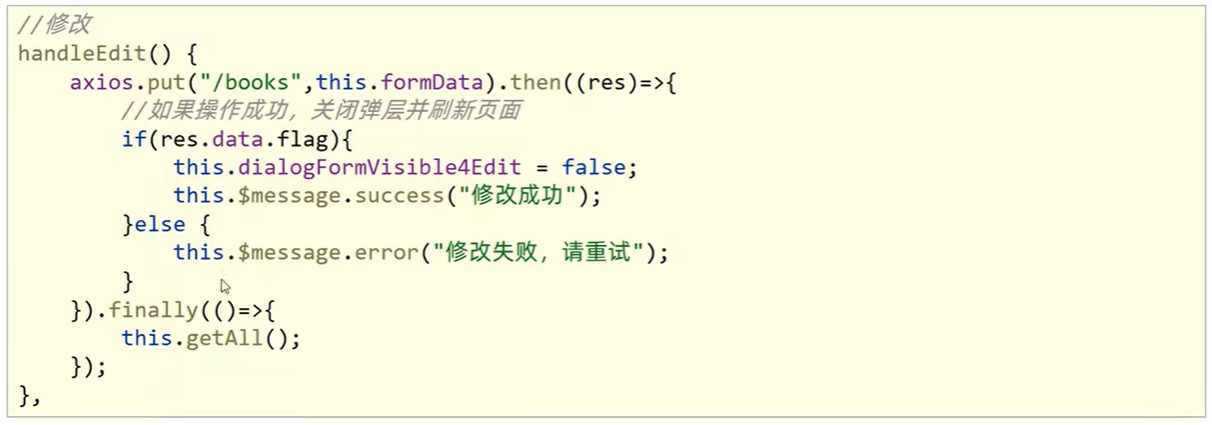 //修改
handleEdit() {
    axios.put("/books",this.formData).then((res)=>{
        //如果操作成功，关闭弹层并刷新页面
        if(res.data.flag){
            this.dialogFormVisible4Edit = false;
            this.$message.success("修改成功");
        }else {
            this.$message.error("修改失败，请重试");
        }
    }).finally(()=>{
        this.getAll();
    });
},